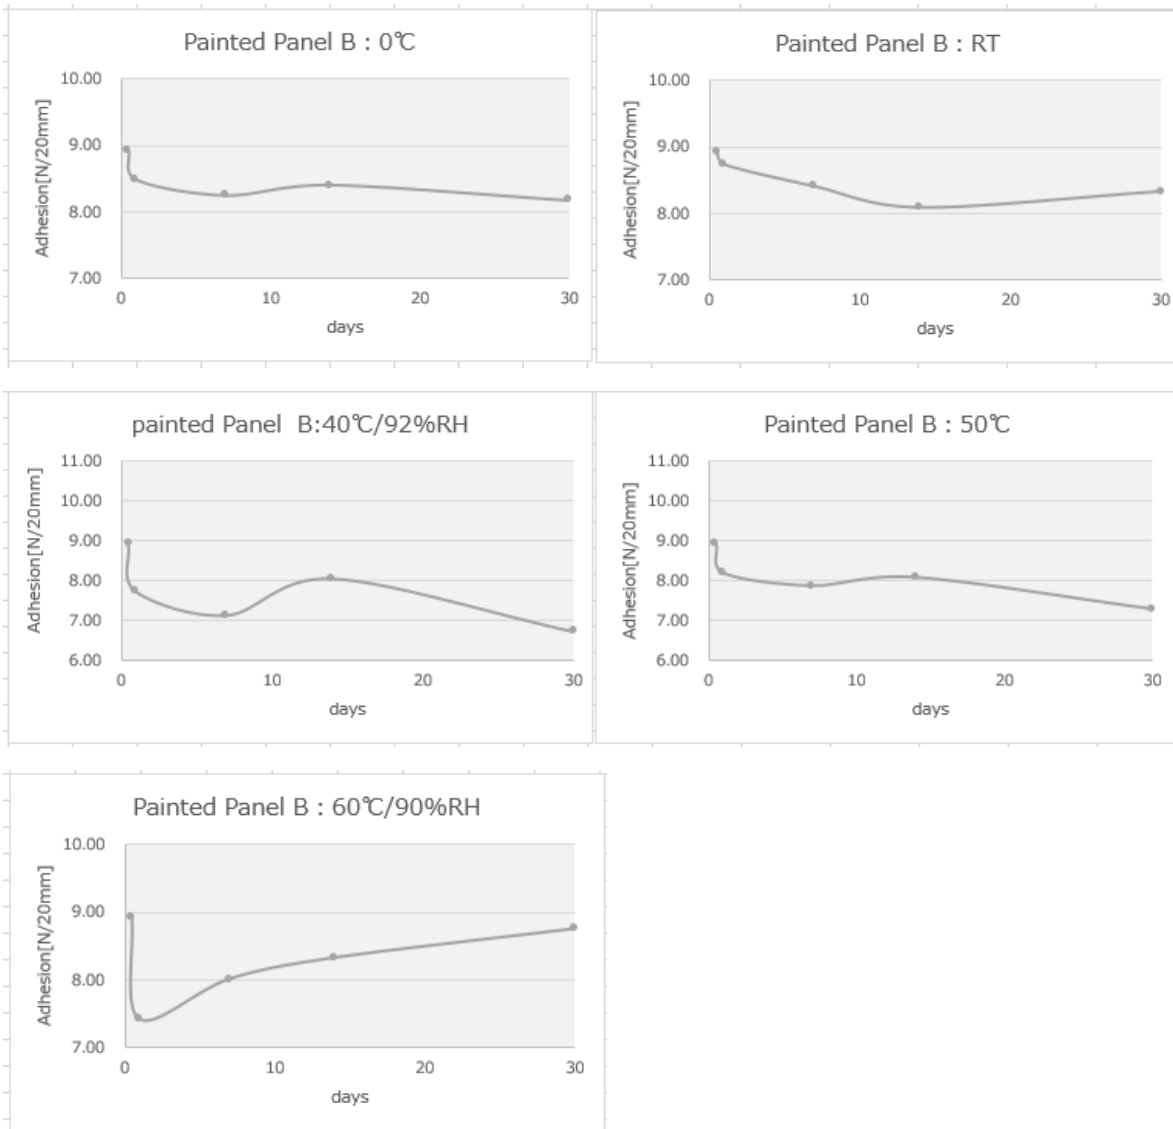 Painted Panel B : 0℃
Adhesion[N/20mm]
10.00
9.00
8.00
7.00
0
10
20
30
days
Painted Panel B : RT
Adhesion[N/20mm]
10.00
9.00
8.00
7.00
0
10
20
30
days
painted Panel  B:40℃/92%RH
Adhesion[N/20mm]
11.00
10.00
9.00
8.00
7.00
6.00
0
10
20
30
days
Painted Panel B : 50℃
Adhesion[N/20mm]
11.00
10.00
9.00
8.00
7.00
6.00
0
10
20
30
days
Painted Panel B : 60℃/90%RH
Adhesion[N/20mm]
10.00
9.00
8.00
7.00
0
10
20
30
days